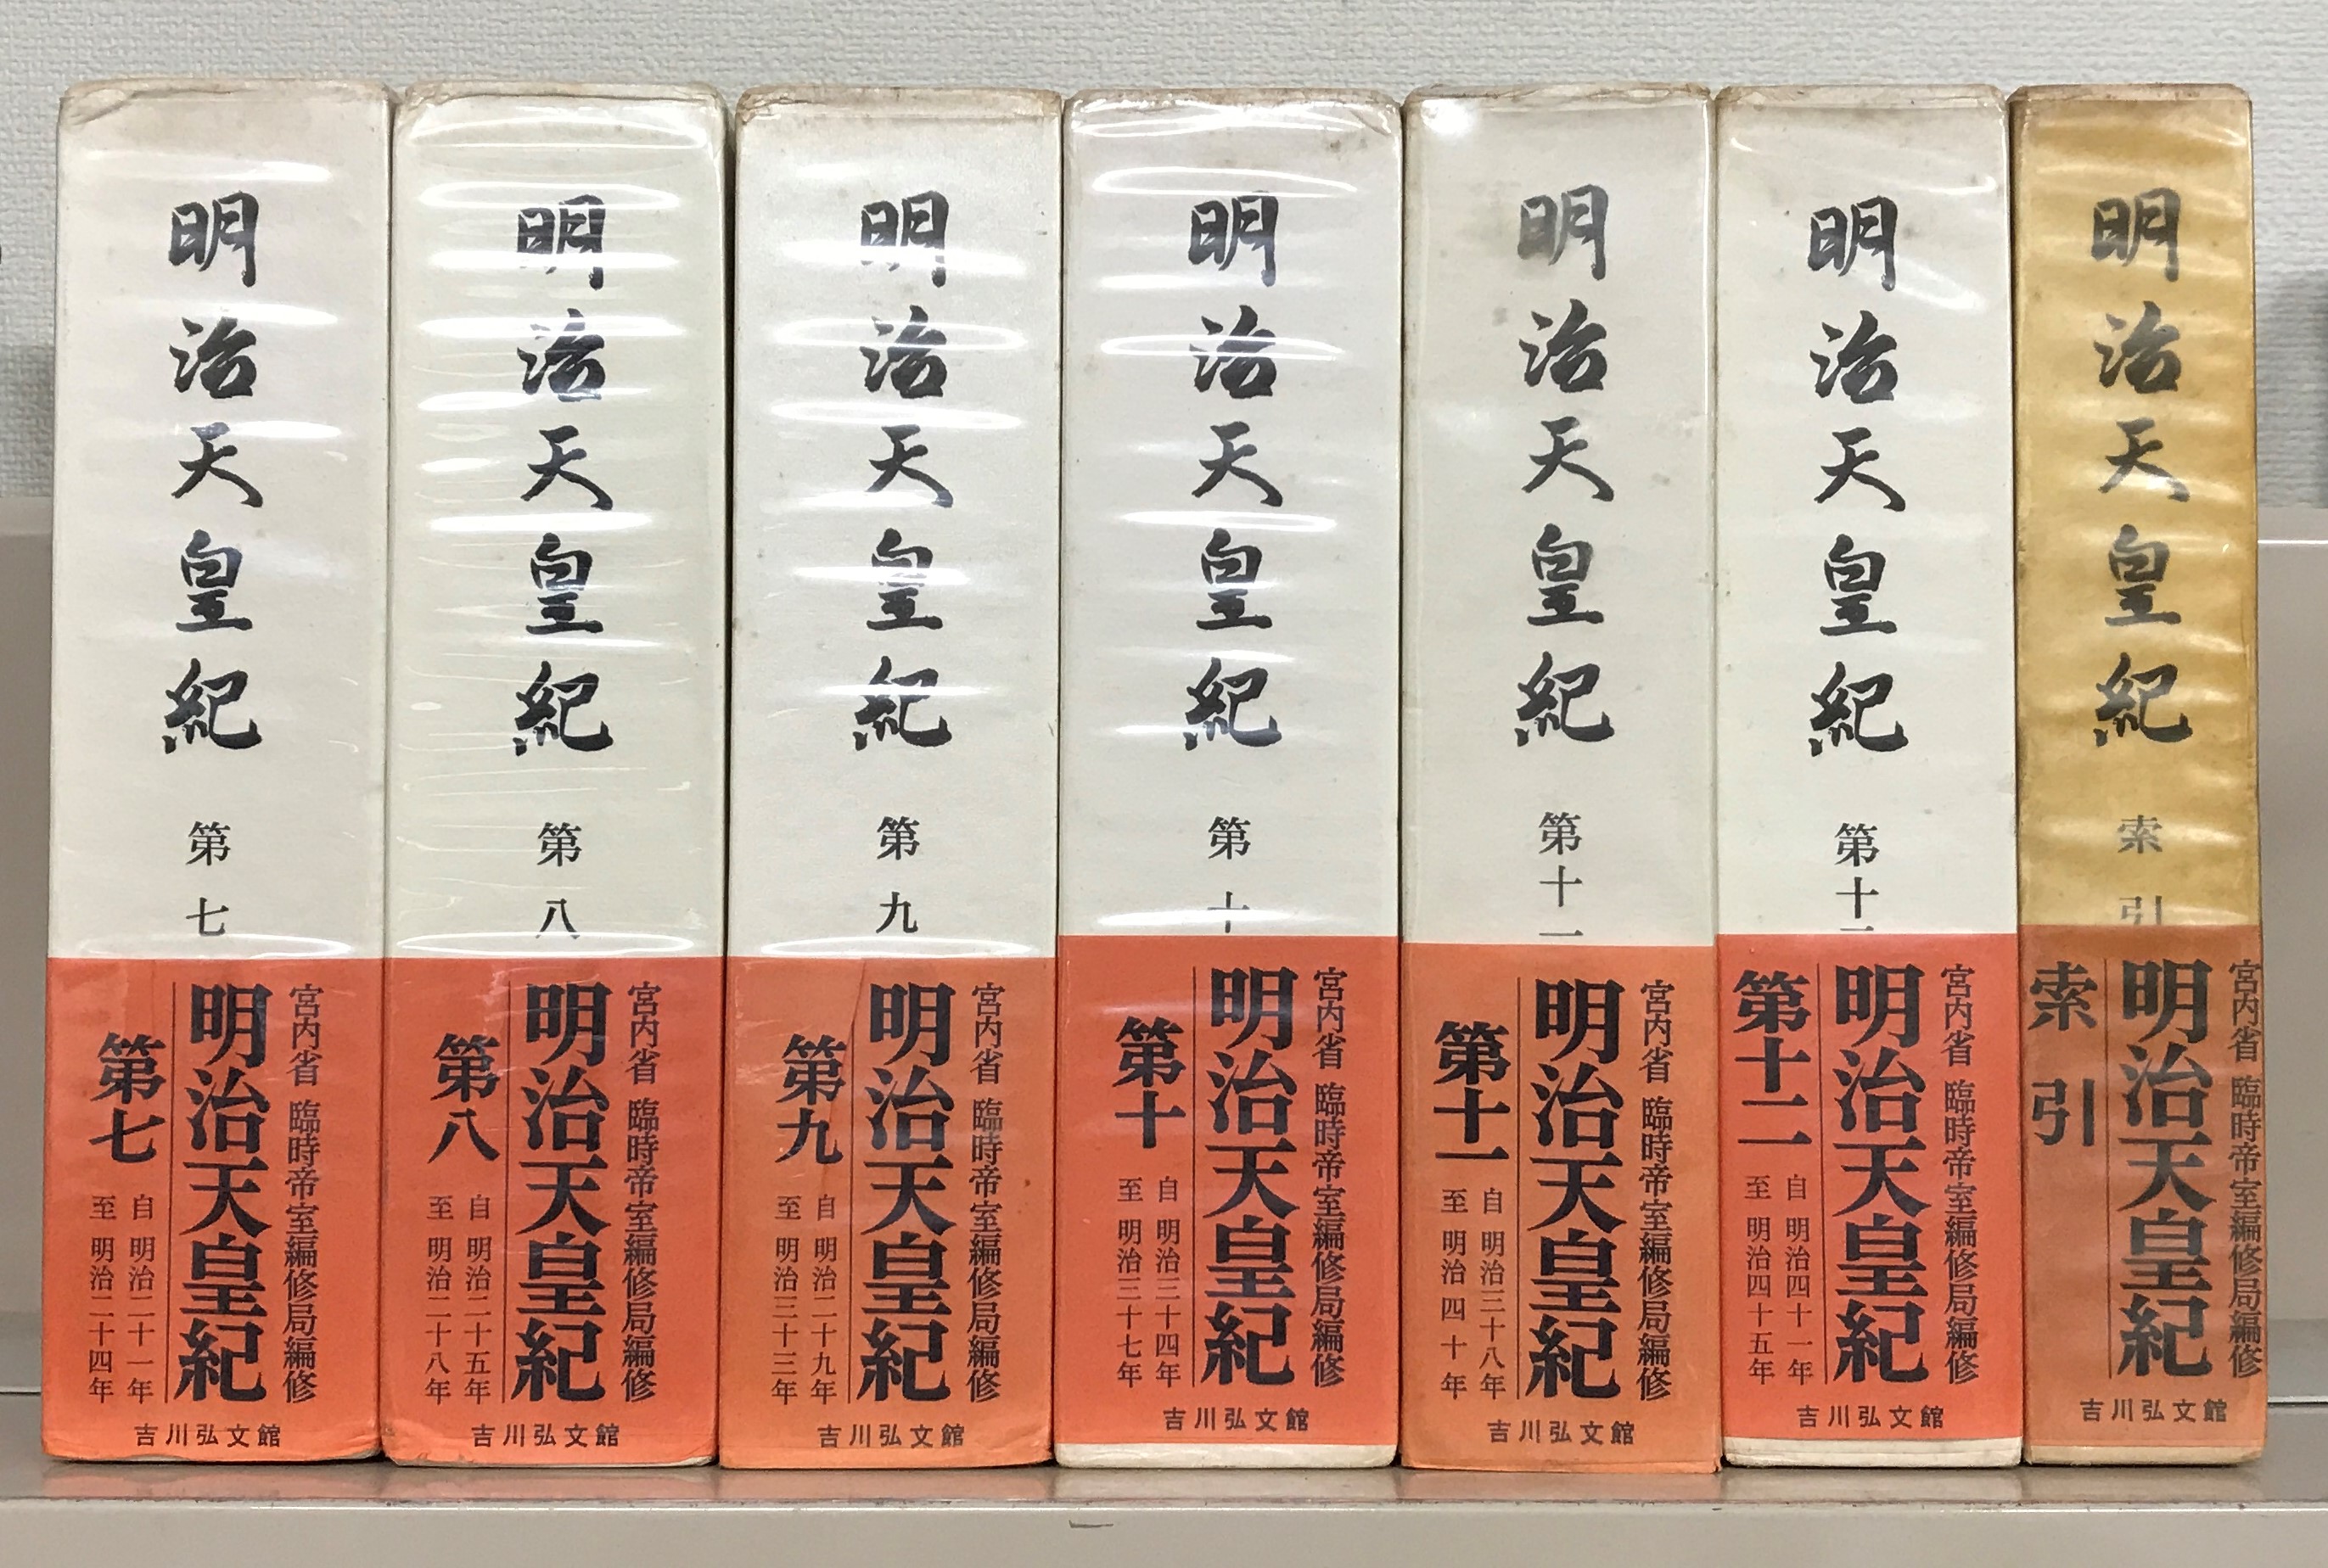 明治天皇紀
第七
宮内省 臨時帝室編修局編修
明治天皇紀
第七
自 明治二十一年
至 明治二十四年
吉川弘文館
明治天皇紀
第八
宮内省 臨時帝室編修局編修
明治天皇紀
第八
自 明治二十五年
至 明治二十八年
吉川弘文館
明治天皇紀
第九
宮内省 臨時帝室編修局編修
明治天皇紀
第九
自 明治二十九年
至 明治三十三年
吉川弘文館
明治天皇紀
第十
宮内省 臨時帝室編修局編修
明治天皇紀
第十
自 明治三十四年
至 明治三十七年
吉川弘文館
明治天皇紀
第十一
宮内省 臨時帝室編修局編修
明治天皇紀
第十一
自 明治三十八年
至 明治四十年
吉川弘文館
明治天皇紀
第十
宮内省 臨時帝室編修局編修
明治天皇紀
第十二
自 明治四十一年
至 明治四十五年
吉川弘文館
明治天皇紀
索引
宮内省 臨時帝室編修局編修
明治天皇紀
索引
吉川弘文館